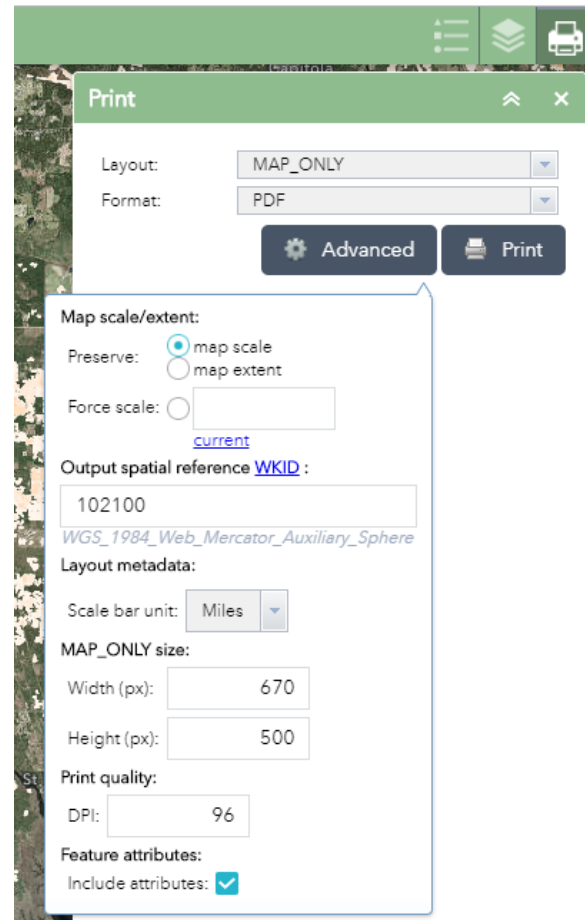 Capitola
Print
Layout: MAP_ONLY
Format: PDF
Advanced Print
Map scale/extent:
Preserve: map scale
map extent
Force scale:
current
Output spatial reference WKID :
102100
WGS_1984_Web_Mercator_Auxiliary_Sphere
Layout metadata:
Scale bar unit: Miles
MAP_ONLY size:
Width (px): 670
Height (px): 500
St
Print quality:
DPI: 96
Feature attributes:
Include attributes: